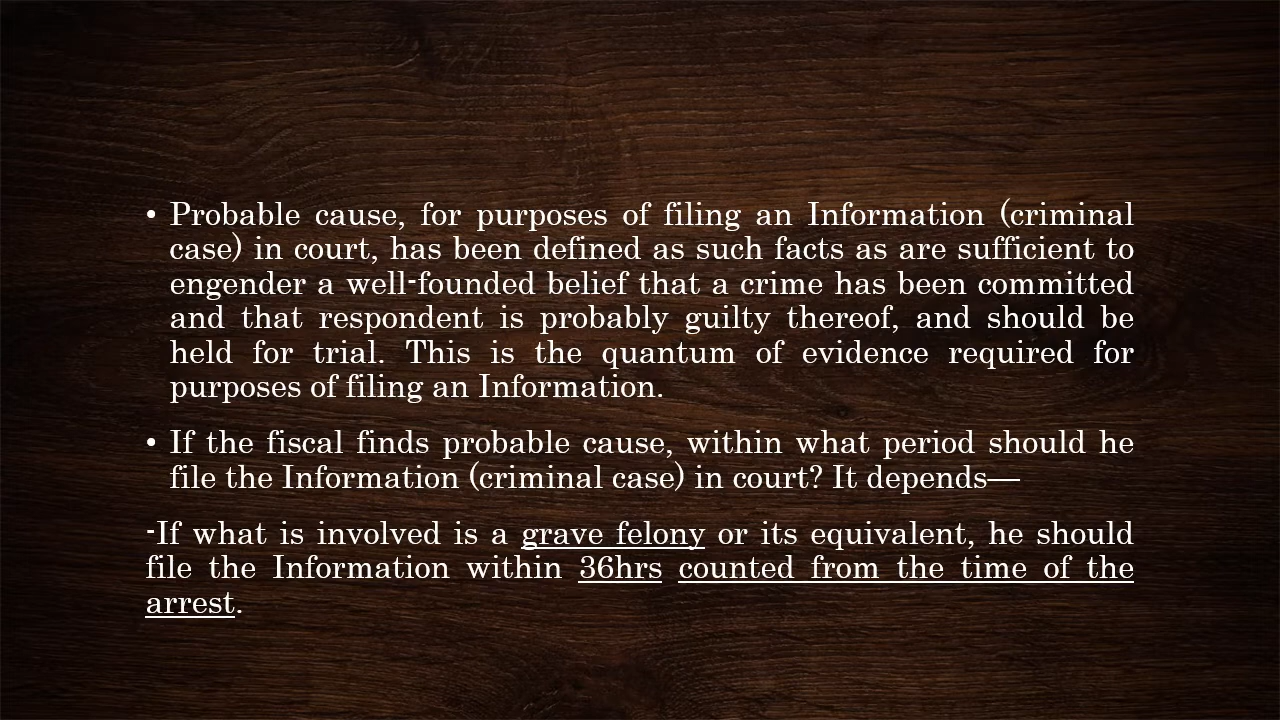 • Probable cause, for purposes of filing an Information (criminal
case) in court, has been defined as such facts as are sufficient to
engender a well-founded belief that a crime has been committed
and that respondent is probably guilty thereof, and should be
held for trial. This is the quantum of evidence required for
purposes of filing an Information.
• If the fiscal finds probable cause, within what period should he
file the Information (criminal case) in court? It depends—
-If what is involved is a grave felony or its equivalent, he should
file the Information within 36hrs counted from the time of the
arrest.